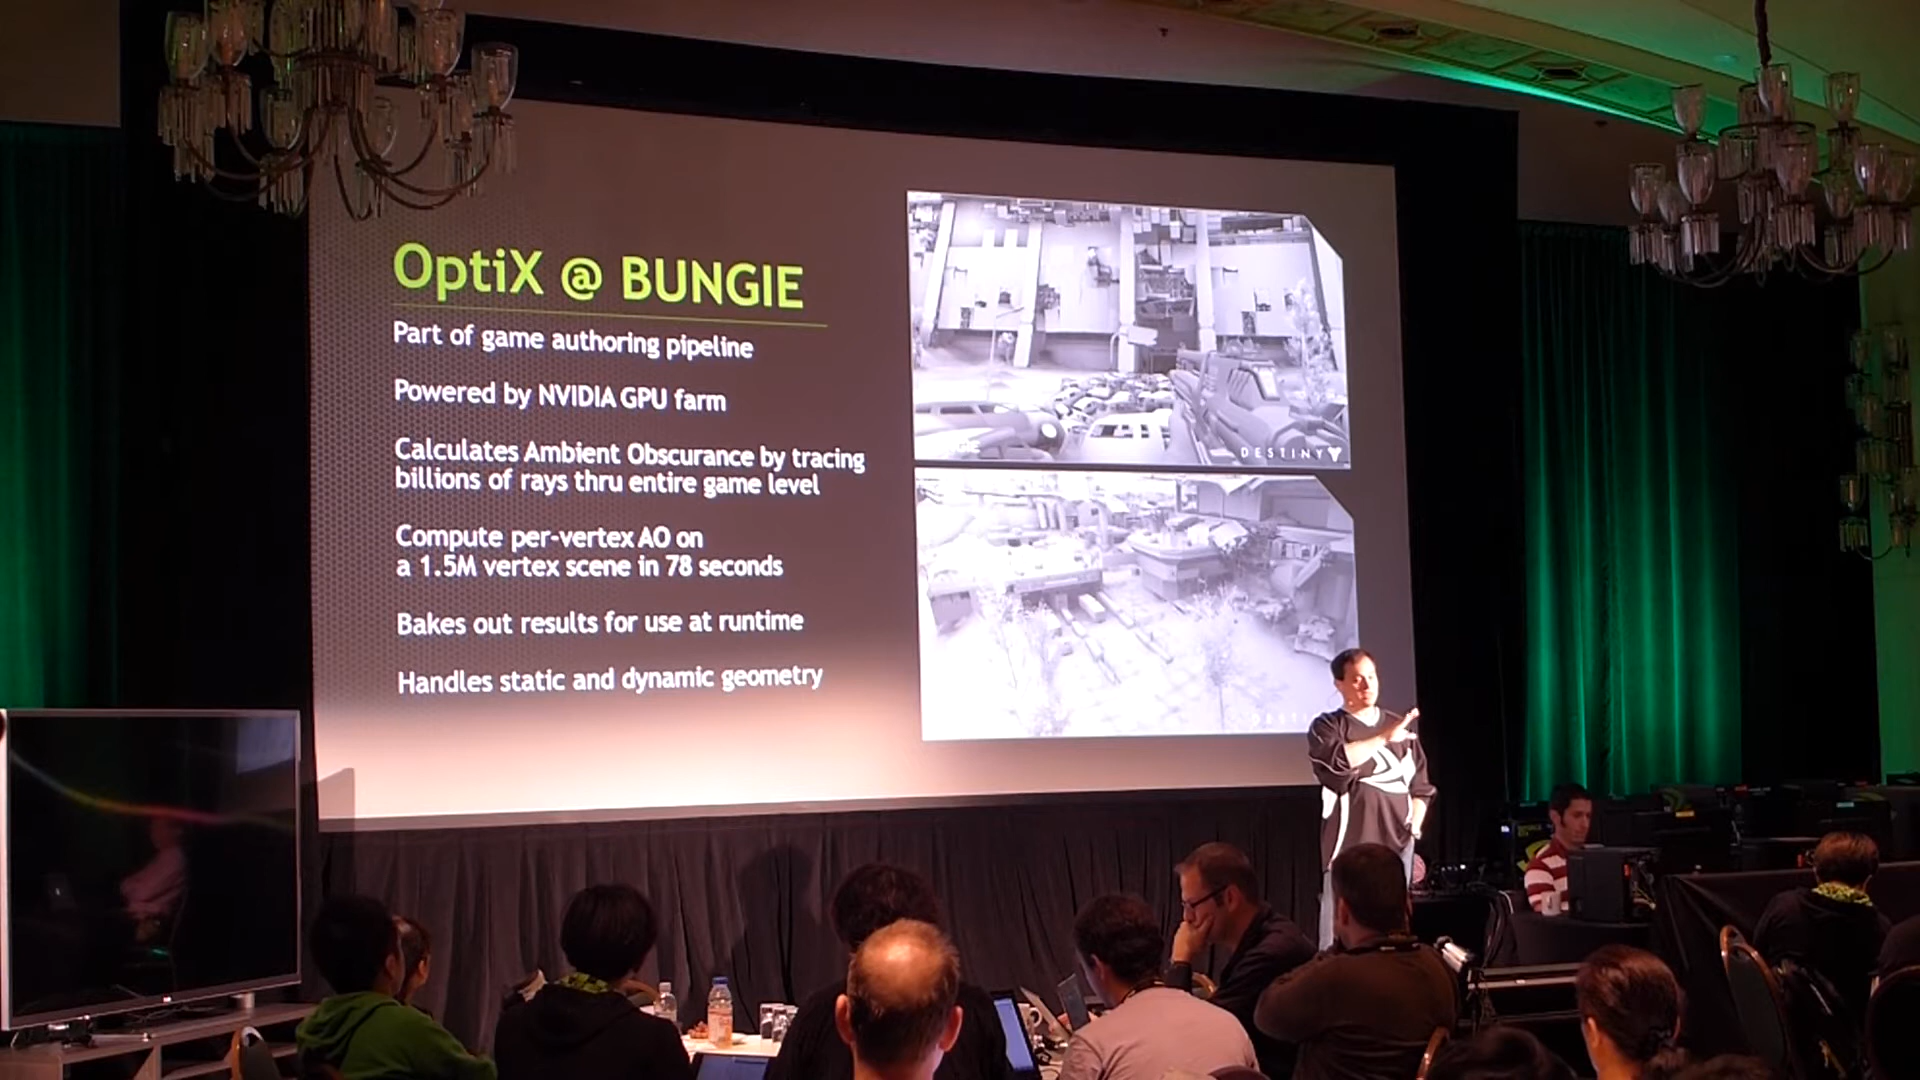 OptiX @ BUNGIE
Part of game authoring pipeline
Powered by NVIDIA GPU farm
Calculates Ambient Obscurance by tracing
billions of rays thru entire game level
Compute per-vertex AO on
a 1.5M vertex scene in 78 seconds
Bakes out results for use at runtime
Handles static and dynamic geometry
DESTINY